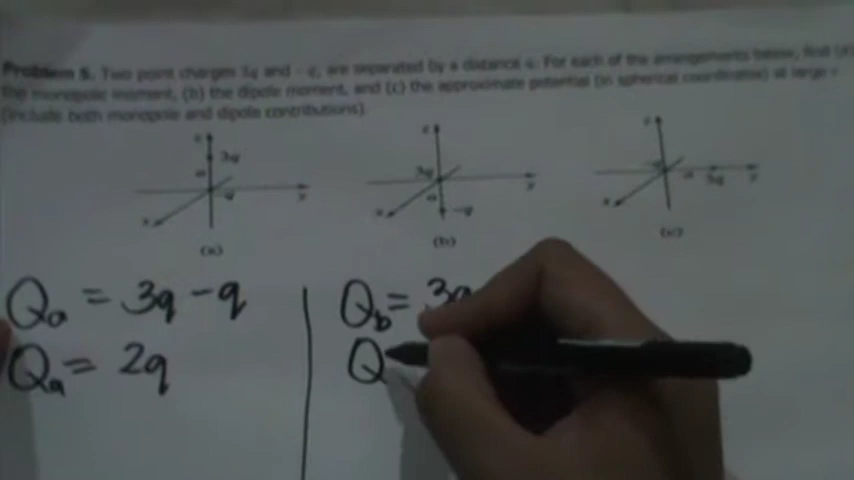 Problem 5. Two point charges 3q and -q, are separated by a distance a. For each of the arrangements below, find (a)
the monopole moment, (b) the dipole moment, and (c) the approximate potential (in spherical coordinates) at large r
(include both monopole and dipole contributions)
z z z
3q
a 3q -q
-q y y a 3q y
a
x x -q x
(a) (b) (c)
Qa = 3q - q Qb = 3q
Qa = 2q Q